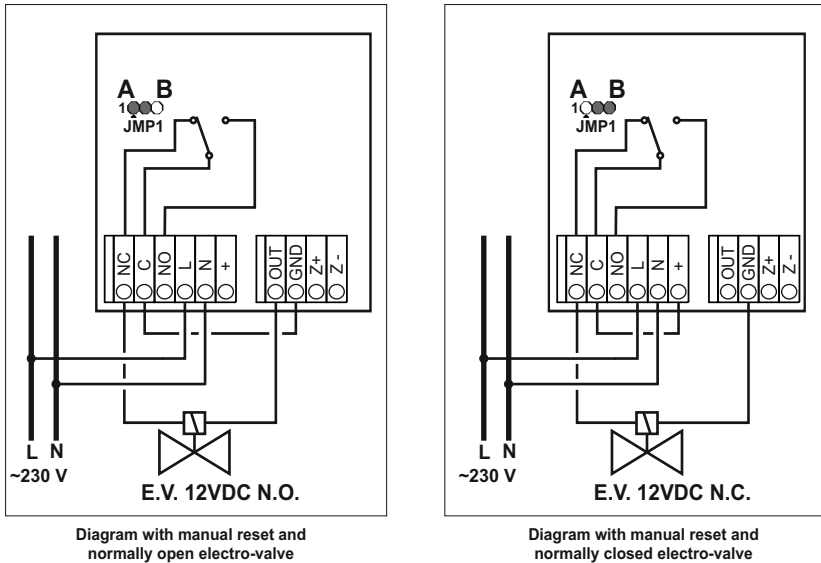 A B
1
JMP1
NC C NO L N + OUT GND Z+ Z -
L N
~230 V
E.V. 12VDC N.O.
Diagram with manual reset and
normally open electro-valve
A B
1
JMP1
NC C NO L N + OUT GND Z+ Z -
L N
~230 V
E.V. 12VDC N.C.
Diagram with manual reset and
normally closed electro-valve